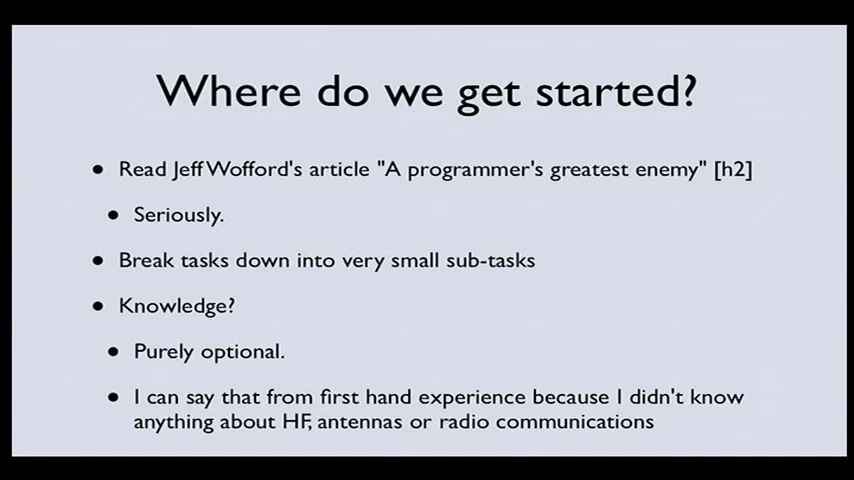 Where do we get started?
• Read Jeff Wofford's article "A programmer's greatest enemy" [h2]
• Seriously.
• Break tasks down into very small sub-tasks
• Knowledge?
• Purely optional.
• I can say that from first hand experience because I didn't know
anything about HF, antennas or radio communications